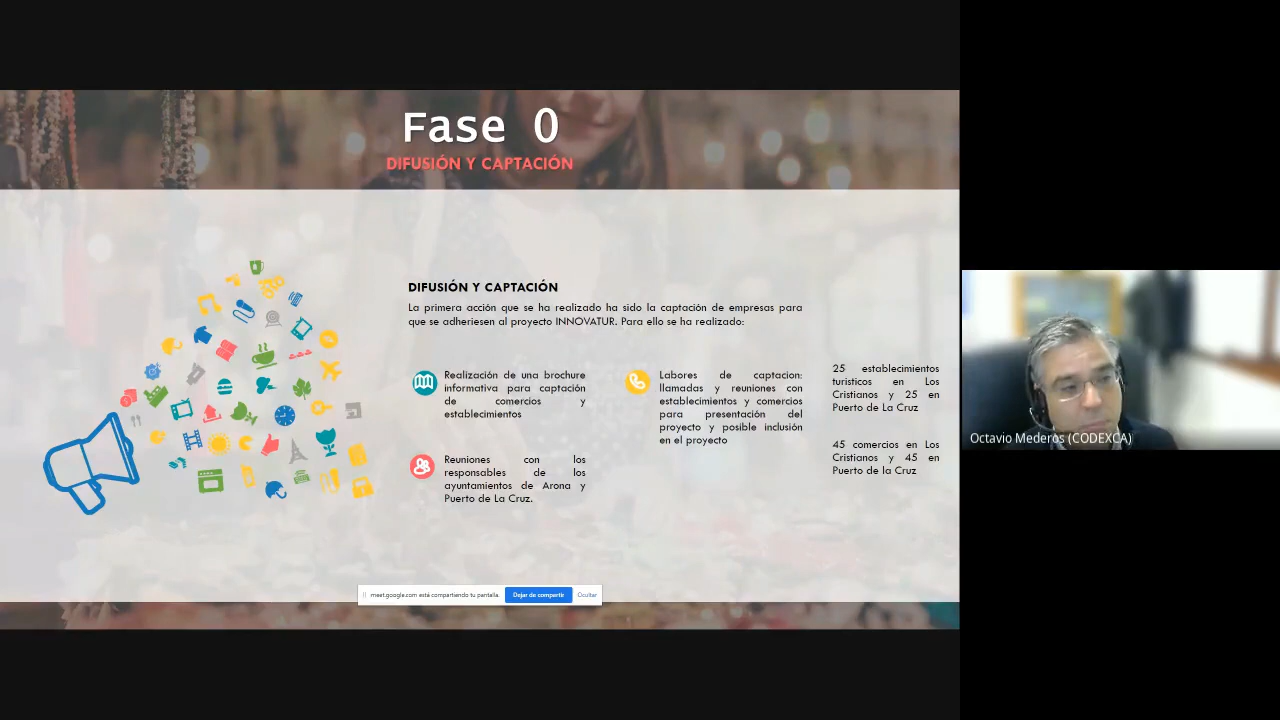 Fase 0
DIFUSIÓN Y CAPTACIÓN
DIFUSIÓN Y CAPTACIÓN
La primera acción que se ha realizado ha sido la captación de empresas para
que se adheriesen al proyecto INNOVATUR. Para ello se ha realizado:
Realización de una brochure
informativa para captación
de comercios y
establecimientos
Reuniones con los
responsables de los
ayuntamientos de Arona y
Puerto de La Cruz.
Labores de captacion:
llamadas y reuniones con
establecimientos y comercios
para presentación del
proyecto y posible inclusión
en el proyecto
25 establecimientos
turisticos en Los
Cristianos y 25 en
Puerto de La Cruz
45 comercios en Los
Cristianos y 45 en
Puerto de la Cruz
meet.google.com está compartiendo tu pantalla.
Dejar de compartir
Ocultar
Octavio Mederos (CODEXCA)